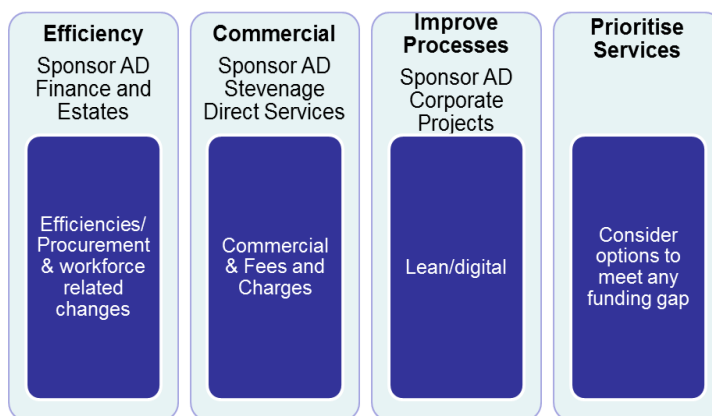 Efficiency
Sponsor AD
Finance and
Estates
Efficiencies/
Procurement
& workforce
related
changes
Commercial
Sponsor AD
Stevenage
Direct Services
Commercial
& Fees and
Charges
Improve
Processes
Sponsor AD
Corporate
Projects
Lean/digital
Prioritise
Services
Consider
options to
meet any
funding gap